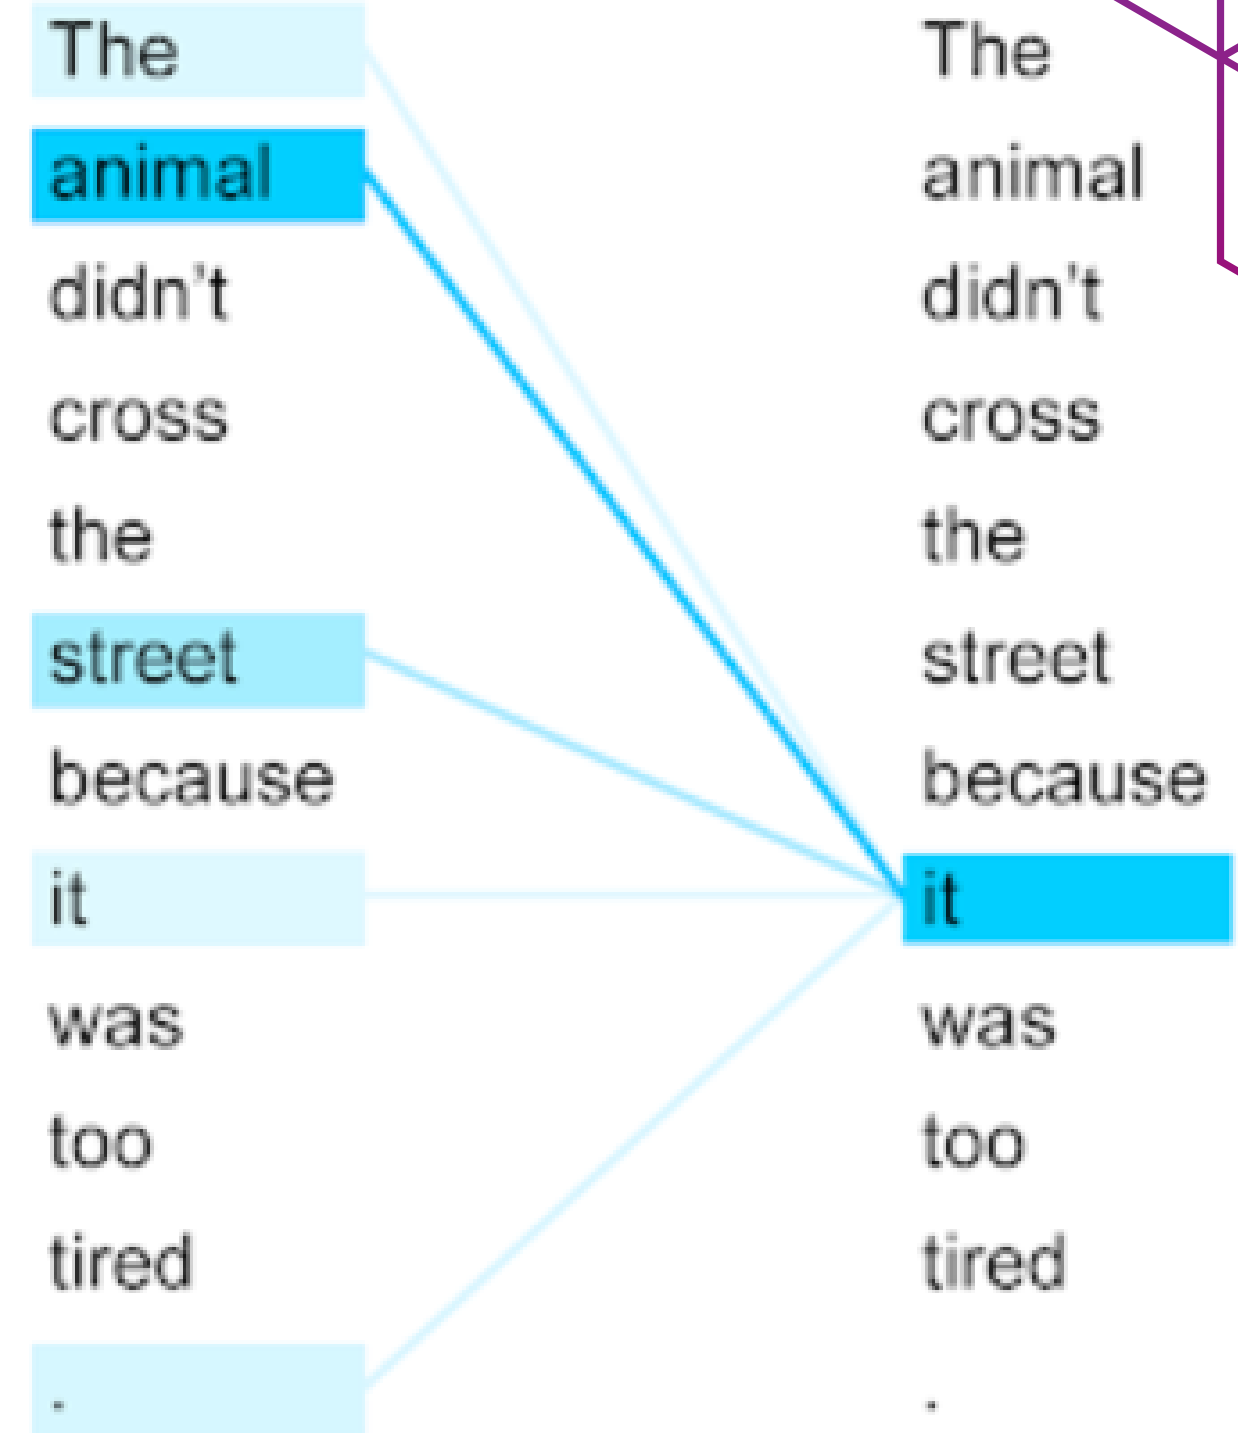 The The
animal animal
didn’t didn’t
cross cross
the the
street street
because because
it it
was was
too too
tired tired
. .